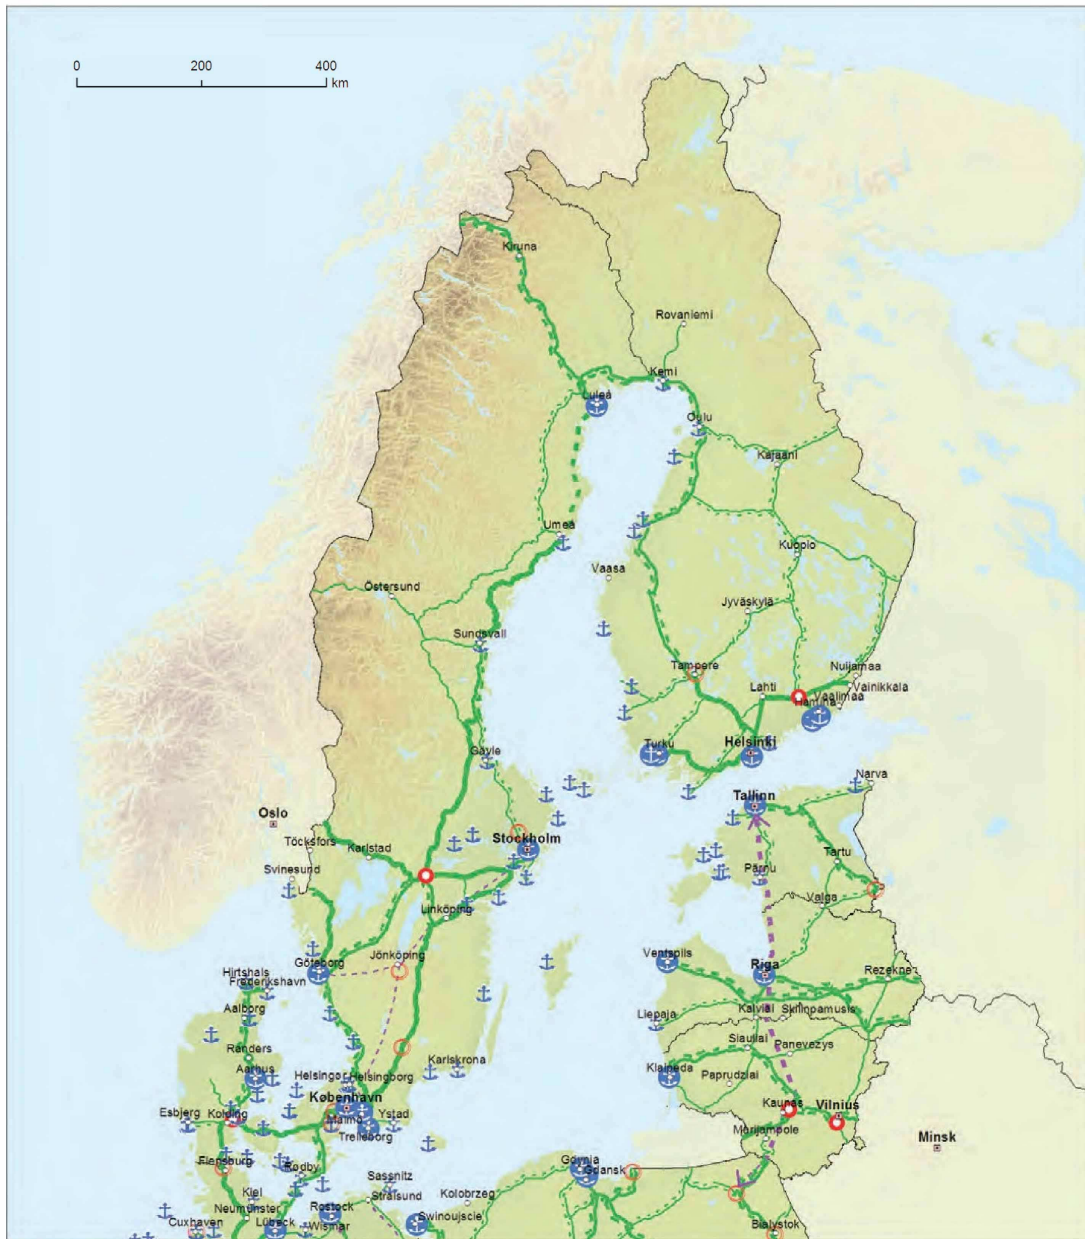 0 200 400
km
Kiruna
Rovaniemi
Kemi
Luleå
Oulu
Kajaani
Umeå
Kuopio
Vaasa
Östersund
Jyväskylä
Sundsvall
Tampere
Nuijamaa
Lahti
Vainikkala
Vaalimaa
Hamina
Turku
Helsinki
Gävle
Narva
Tallinn
Oslo
Töcksfors
Stockholm
Karlstad
Tartu
Svinesund
Pärnu
Valga
Linköping
Ventspils
Jönköping
Göteborg
Riga
Rezekne
Hirtshals
Frederikshavn
Aalborg
Liepaja
Kalviai
Skilinpamusis
Siauliai
Panevezys
Randers
Karlskrona
Aarhus
Klaipeda
Helsingør
Helsingborg
Paprudziai
København
Kaunas
Vilnius
Esbjerg
Kolding
Malmö
Ystad
Trelleborg
Marijampole
Minsk
Flensburg
Gdynia
Gdansk
Rødby
Sassnitz
Kiel
Stralsund
Kolobrzeg
Neumünster
Rostock
Cuxhaven
Lübeck
Wismar
Swinoujscie
Bialystok